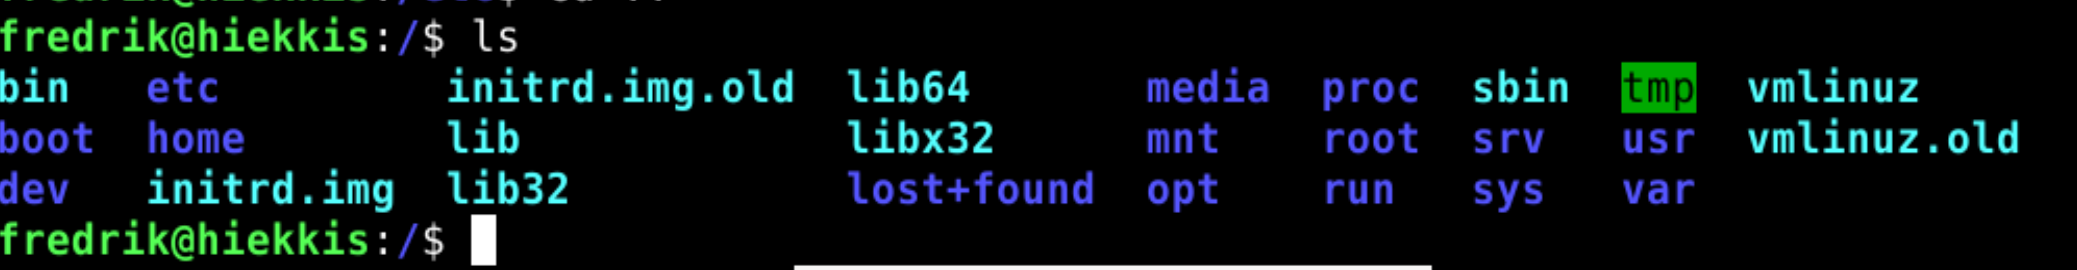 fredrik@hiekkis:/$ ls
bin etc initrd.img.old lib64 media proc sbin tmp vmlinuz
boot home lib libx32 mnt root srv usr vmlinuz.old
dev initrd.img lib32 lost+found opt run sys var
fredrik@hiekkis:/$